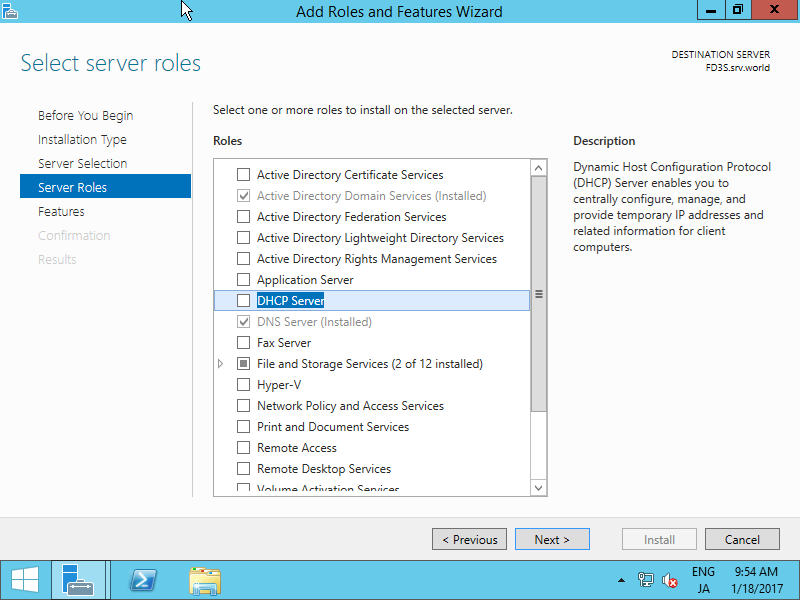 Add Roles and Features Wizard
Select server roles
DESTINATION SERVER
FD3S.srv.world
Before You Begin
Installation Type
Server Selection
Server Roles
Features
Confirmation
Results
Select one or more roles to install on the selected server.
Roles
Active Directory Certificate Services
Active Directory Domain Services (Installed)
Active Directory Federation Services
Active Directory Lightweight Directory Services
Active Directory Rights Management Services
Application Server
DHCP Server
DNS Server (Installed)
Fax Server
File and Storage Services (2 of 12 installed)
Hyper-V
Network Policy and Access Services
Print and Document Services
Remote Access
Remote Desktop Services
Volume Activation Services
Description
Dynamic Host Configuration Protocol
(DHCP) Server enables you to
centrally configure, manage, and
provide temporary IP addresses and
related information for client
computers.
< Previous
Next >
Install
Cancel
ENG
JA
9:54 AM
1/18/2017